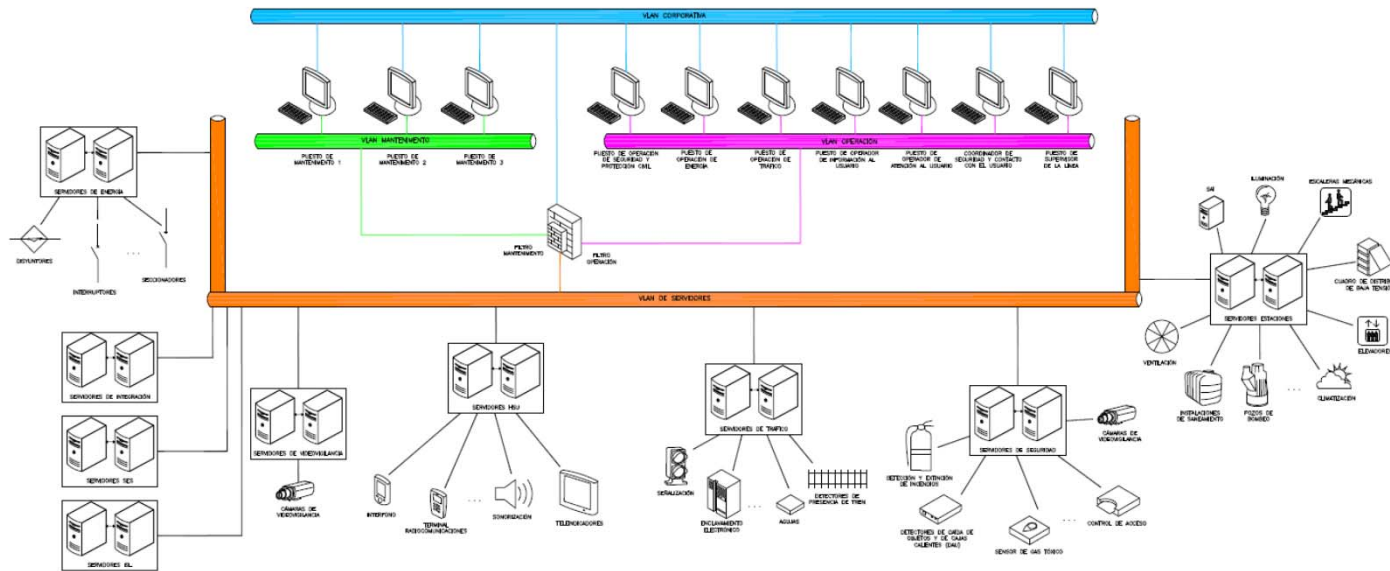 VLAN CORPORATIVA
VLAN MANTENIMIENTO
PUESTO DE
MANTENIMIENTO 1
PUESTO DE
MANTENIMIENTO 2
PUESTO DE
MANTENIMIENTO 3
VLAN OPERACIÓN
PUESTO DE OPERACIÓN
DE SEGURIDAD Y
PROTECCIÓN CIVIL
PUESTO DE
OPERACIÓN DE
ENERGÍA
PUESTO DE
OPERACIÓN DE
TRÁFICO
PUESTO DE OPERADOR
DE INFORMACIÓN AL
USUARIO
PUESTO DE
OPERADOR DE
ATENCIÓN AL USUARIO
COORDINADOR DE
SEGURIDAD Y CONTACTO
CON EL USUARIO
PUESTO DE
SUPERVISOR
DE LA LÍNEA
SERVIDORES DE ENERGÍA
DISYUNTORES
INTERRUPTORES
...
SECCIONADORES
FILTRO
MANTENIMIENTO
FILTRO
OPERACIÓN
VLAN DE SERVIDORES
SAI
ILUMINACIÓN
ESCALERAS MECÁNICAS
SERVIDORES ESTACIONES
CUADRO DE DISTRIB
DE BAJA TENSIÓ
ELEVADORES
VENTILACIÓN
INSTALACIONES
DE SANEAMIENTO
POZOS DE
BOMBEO
...
CLIMATIZACIÓN
SERVIDORES DE INTEGRACIÓN
SERVIDORES DE VIDEOVIGILANCIA
CÁMARAS DE
VIDEOVIGILANCIA
SERVIDORES HSU
INTERFONO
TERMINAL
RADIOCOMUNICACIONES
...
SONORIZACIÓN
TELEINDICADORES
SERVIDORES DE TRÁFICO
SEÑALIZACIÓN
ENCLAVAMIENTO
ELECTRÓNICO
...
AGUJAS
DETECTORES DE
PRESENCIA DE TREN
SERVIDORES DE SEGURIDAD
CÁMARAS DE
VIDEOVIGILANCIA
DETECCIÓN Y EXTINCIÓN
DE INCENDIOS
DETECTORES DE CAÍDA DE
OBJETOS Y DE CAJAS
CALIENTES (DAU)
SENSOR DE GAS TÓXICO
...
CONTROL DE ACCESO
SERVIDORES
SERVIDORES